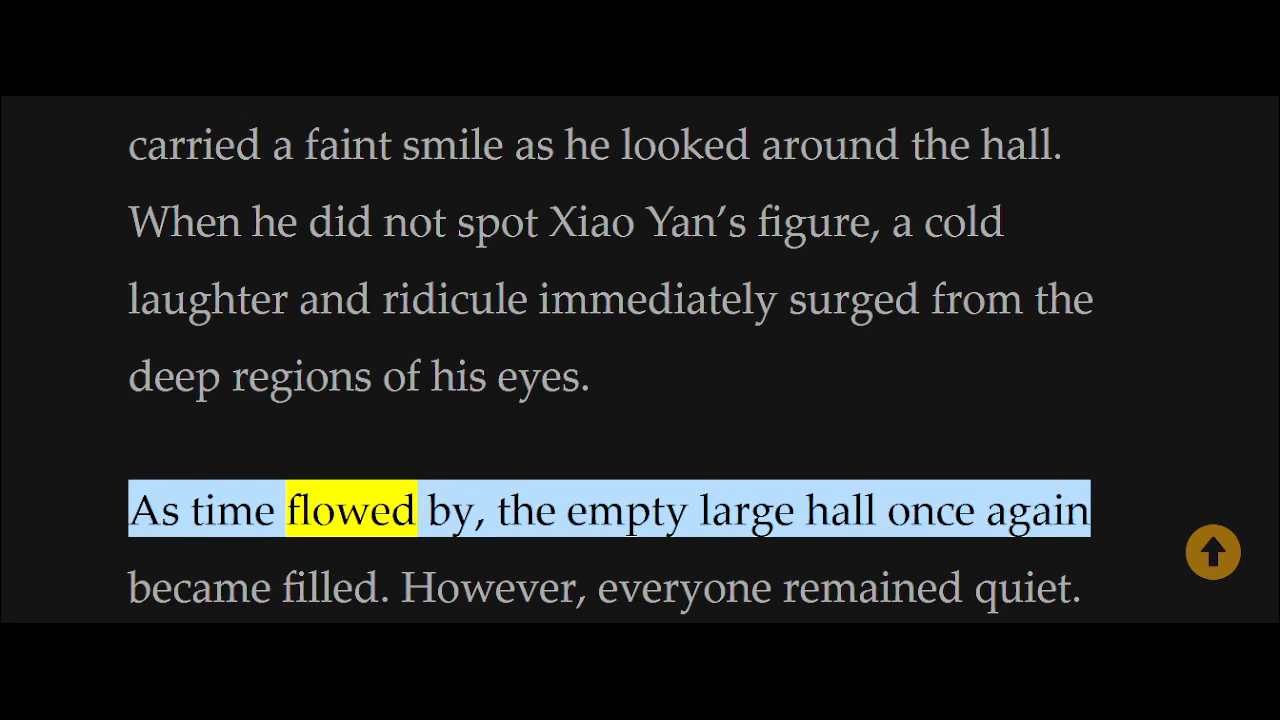 carried a faint smile as he looked around the hall.
When he did not spot Xiao Yan’s figure, a cold
laughter and ridicule immediately surged from the
deep regions of his eyes.
As time flowed by, the empty large hall once again
became filled. However, everyone remained quiet.